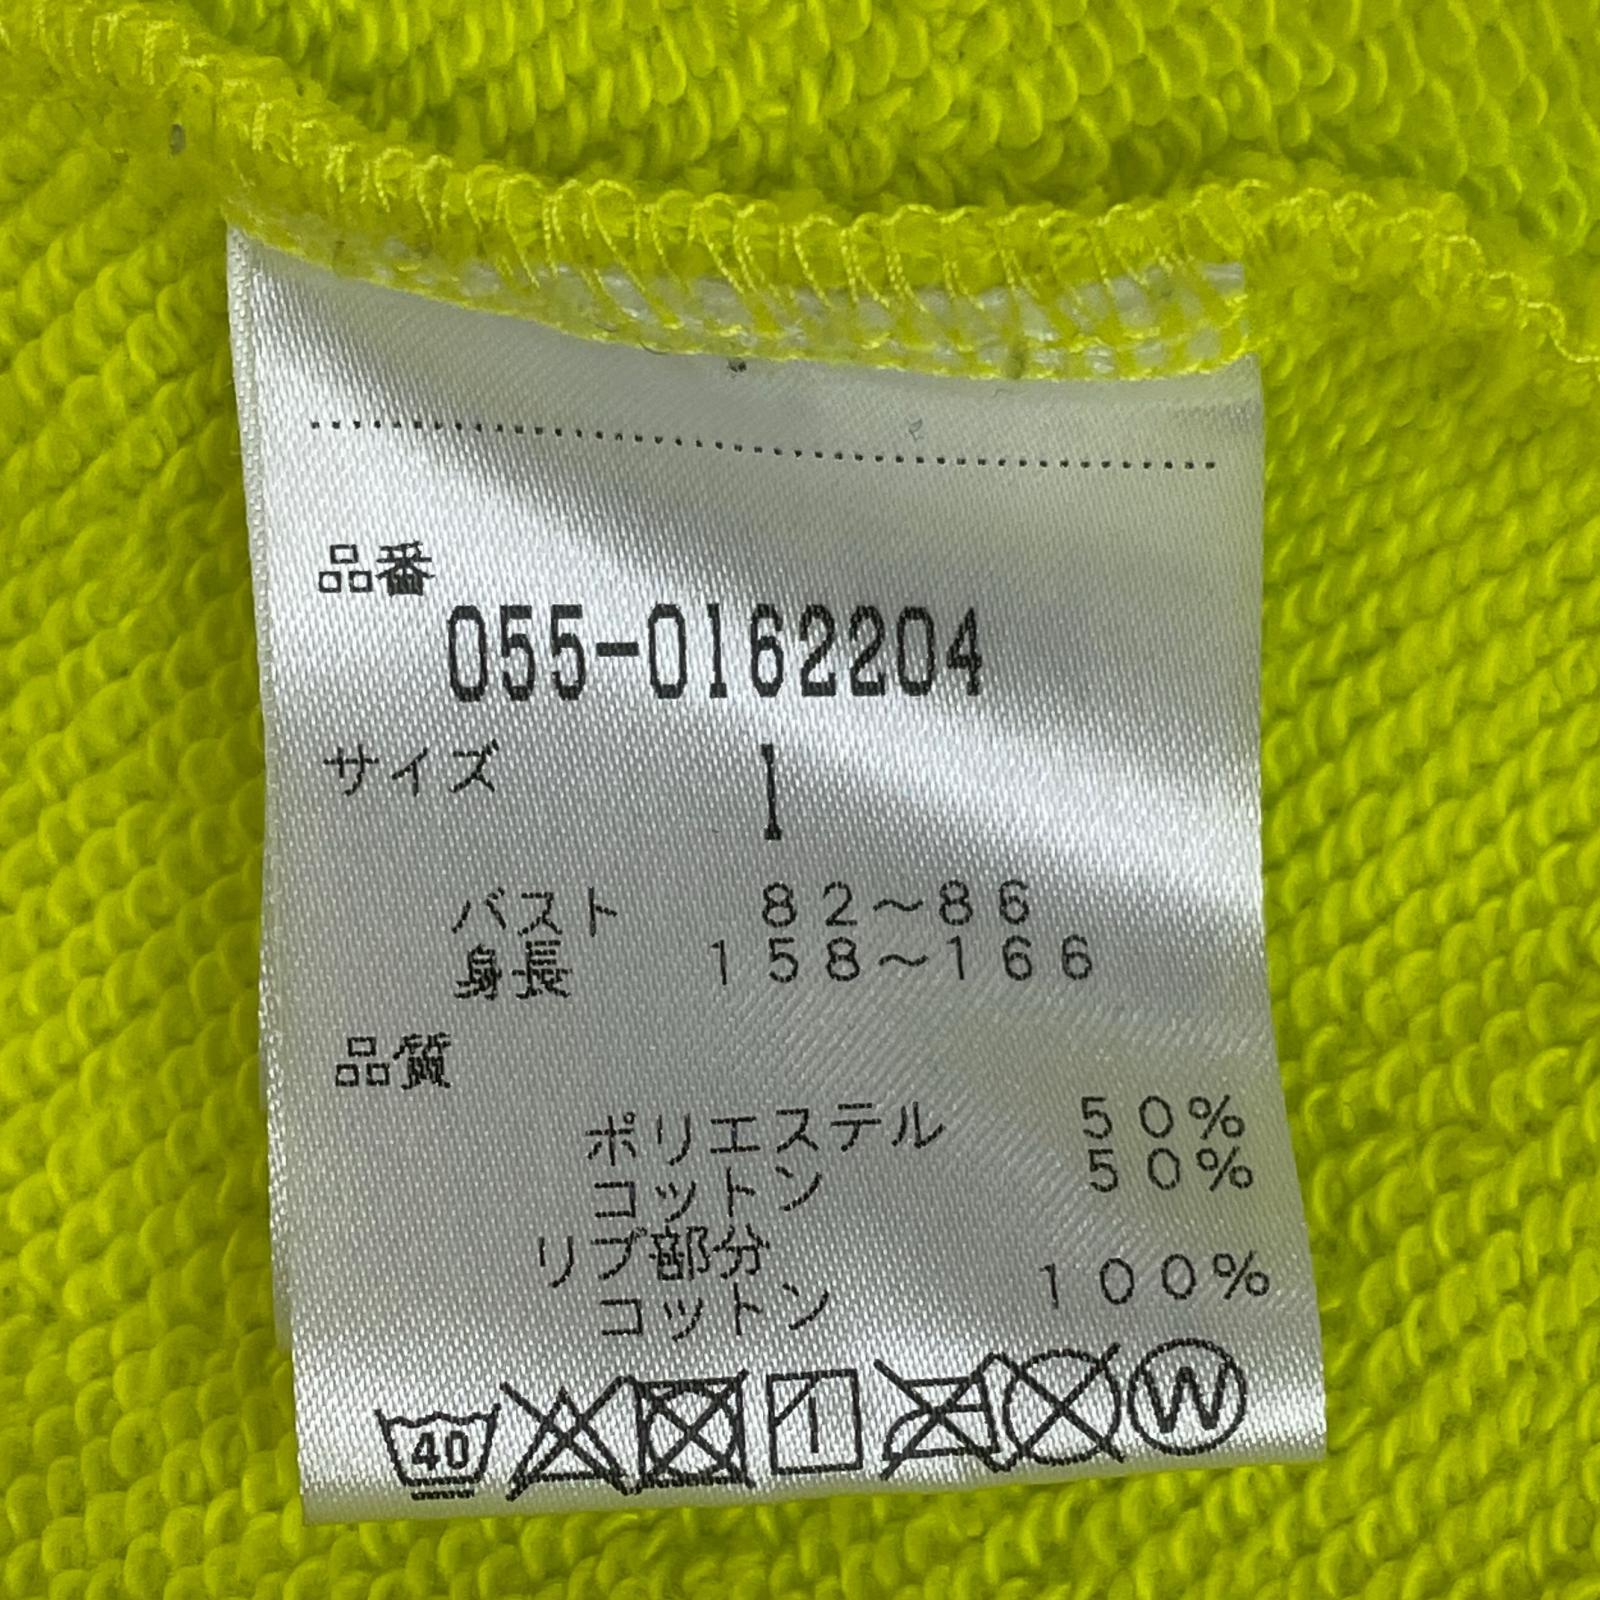 品番
055-0162204
サイズ 1
バスト 82～86
身長 158～166
品質
ポリエステル 50%
コットン 50%
リブ部分
コットン 100%
40 W